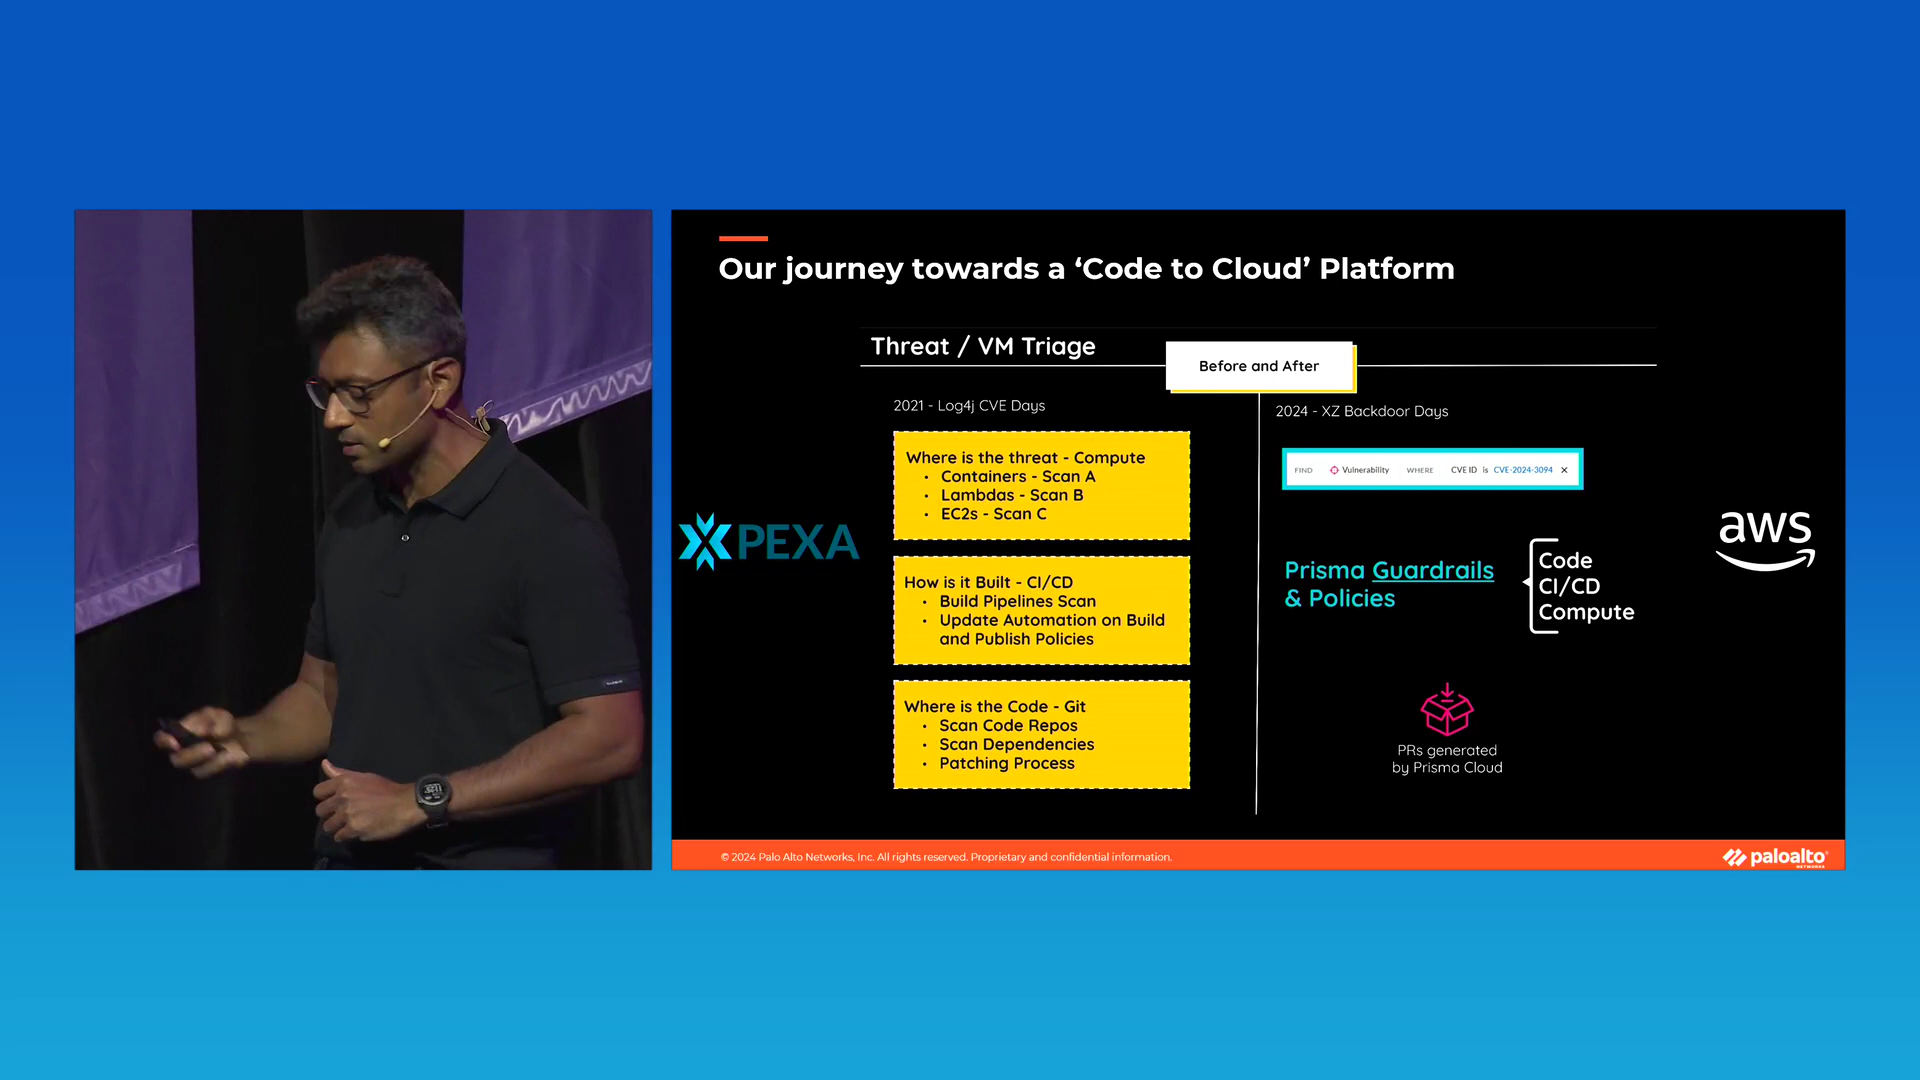 Our journey towards a ‘Code to Cloud’ Platform
Threat / VM Triage
Before and After
2021 - Log4j CVE Days
Where is the threat - Compute
• Containers - Scan A
• Lambdas - Scan B
• EC2s - Scan C
How is it Built - CI/CD
• Build Pipelines Scan
• Update Automation on Build
and Publish Policies
Where is the Code - Git
• Scan Code Repos
• Scan Dependencies
• Patching Process
PEXA
2024 - XZ Backdoor Days
FIND Vulnerability WHERE CVE ID is CVE-2024-3094 ✕
Prisma Guardrails
& Policies
Code
CI/CD
Compute
PRs generated
by Prisma Cloud
aws
© 2024 Palo Alto Networks, Inc. All rights reserved. Proprietary and confidential information.
paloalto
NETWORKS